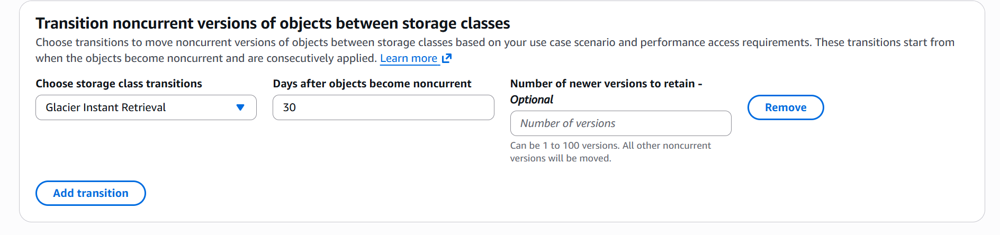 Transition noncurrent versions of objects between storage classes
Choose transitions to move noncurrent versions of objects between storage classes based on your use case scenario and performance access requirements. These transitions start from
when the objects become noncurrent and are consecutively applied. Learn more
Choose storage class transitions
Glacier Instant Retrieval
Days after objects become noncurrent
30
Number of newer versions to retain -
Optional
Number of versions
Can be 1 to 100 versions. All other noncurrent
versions will be moved.
Remove
Add transition